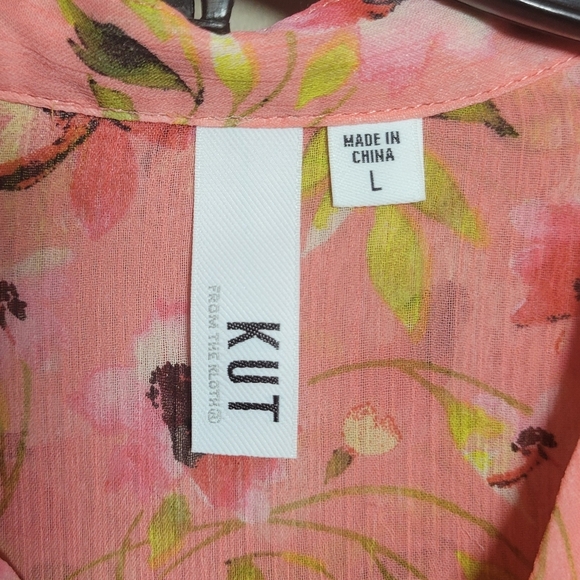 KUT
FROM THE KLOTH®
MADE IN
CHINA
L